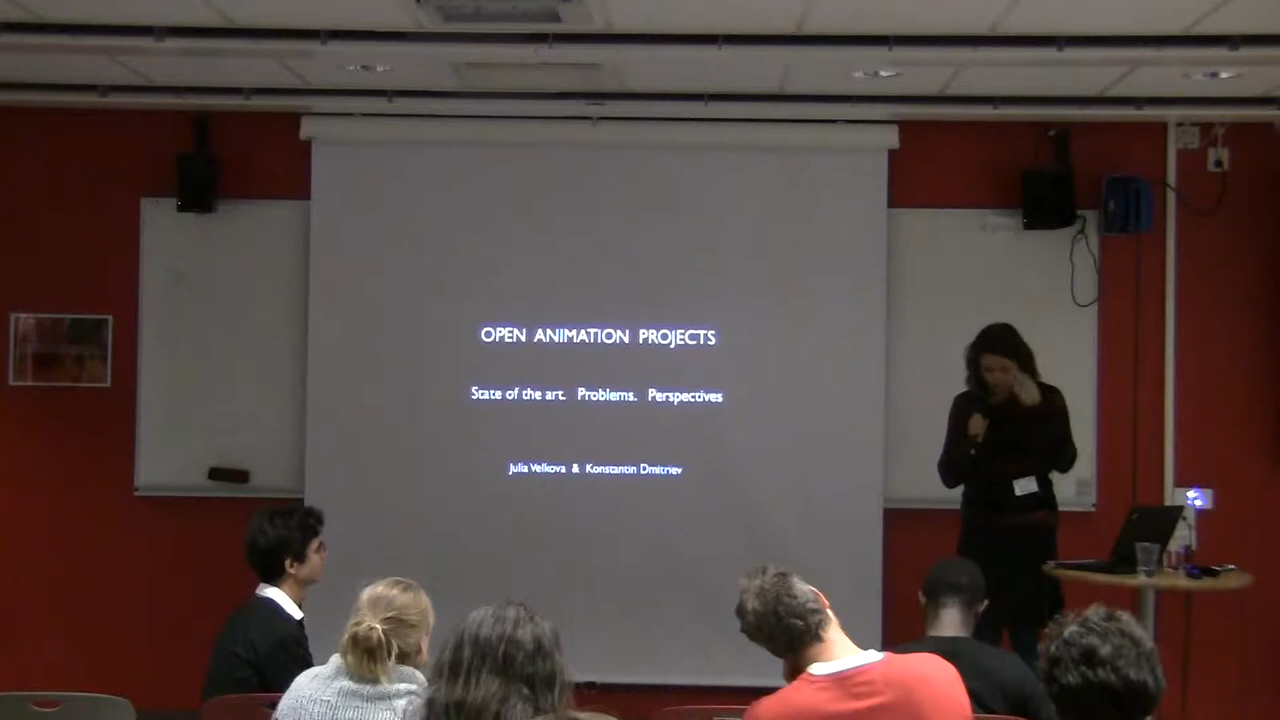 OPEN ANIMATION PROJECTS
State of the art. Problems. Perspectives
Julia Velkova & Konstantin Dmitriev